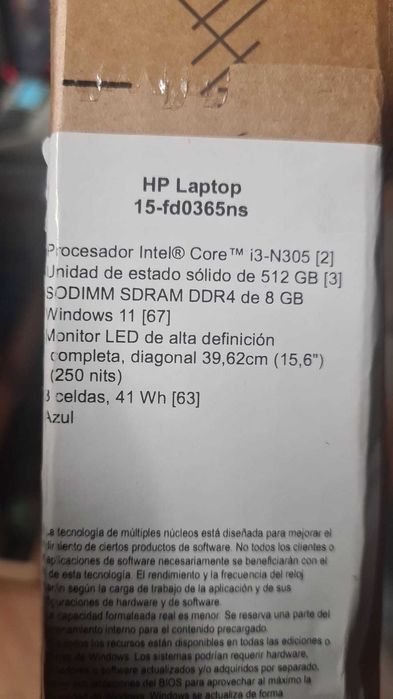 HP Laptop
15-fd0365ns
Procesador Intel® Core™ i3-N305 [2]
Unidad de estado sólido de 512 GB [3]
SODIMM SDRAM DDR4 de 8 GB
Windows 11 [67]
Monitor LED de alta definición
completa, diagonal 39,62cm (15,6")
(250 nits)
3 celdas, 41 Wh [63]
Azul
La tecnología de múltiples núcleos está diseñada para mejorar el
de ciertos productos de software. No todos los clientes o
aplicaciones de software necesariamente se beneficiarán con el
de esta tecnología. El rendimiento y la frecuencia del reloj
según la carga de trabajo de la aplicación y de sus
de hardware y de software.
capacidad formateada real es menor. Se reserva una parte del
interno para el contenido precargado.
los recursos están disponibles en todas las ediciones o
de Windows. Los sistemas podrían requerir hardware,
software actualizados y/o adquiridos por separado,
del BIOS para aprovechar al máximo la
Windows se actualiza de forma